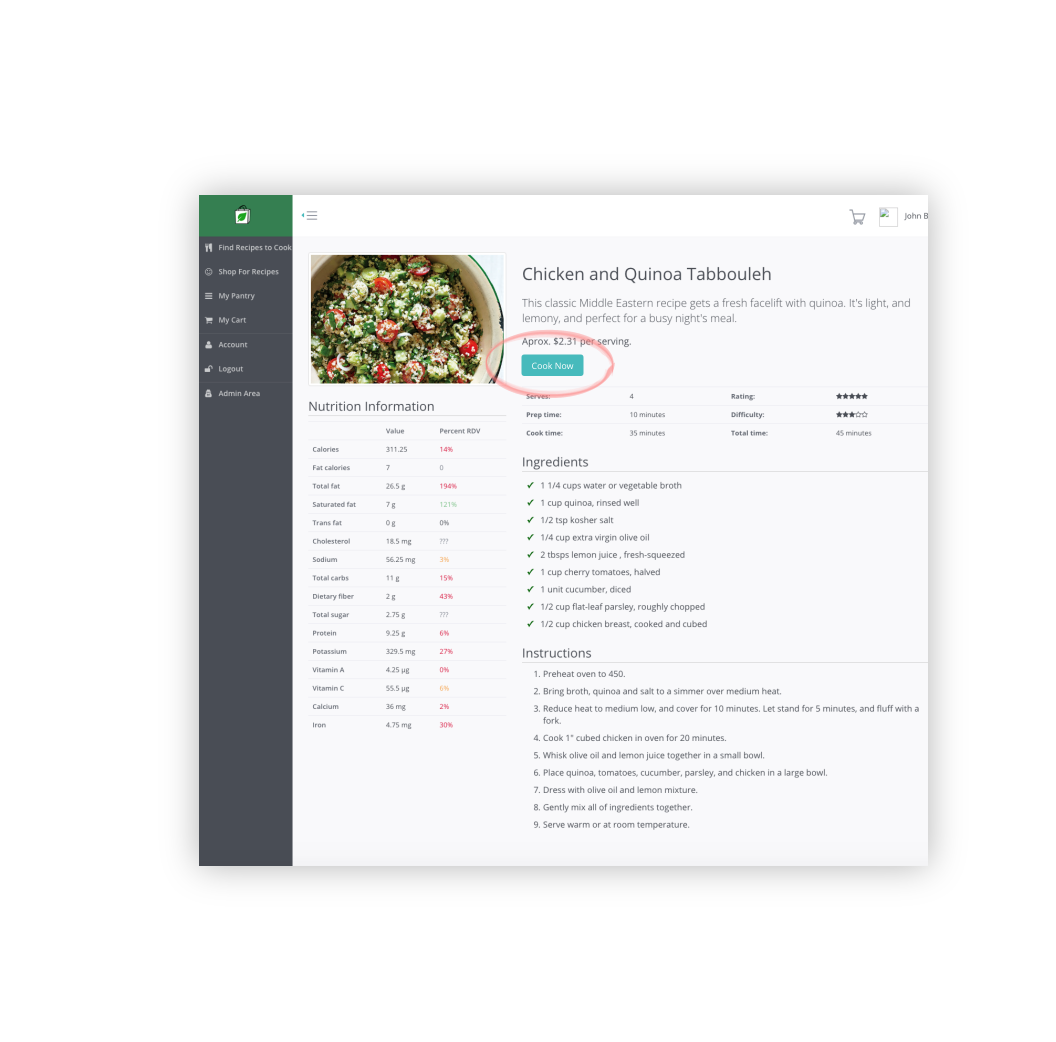 John B
Find Recipes to Cook
Shop For Recipes
My Pantry
My Cart
Account
Logout
Admin Area
Chicken and Quinoa Tabbouleh
This classic Middle Eastern recipe gets a fresh facelift with quinoa. It's light, and
lemony, and perfect for a busy night's meal.
Aprox. $2.31 per serving.
Cook Now
Serves: 4 Rating: ★★★★★
Prep time: 10 minutes Difficulty: ★★★☆☆
Cook time: 35 minutes Total time: 45 minutes
Nutrition Information
Value Percent RDV
Calories 311.25 14%
Fat calories 7 0
Total fat 26.5 g 194%
Saturated fat 7 g 121%
Trans fat 0 g 0%
Cholesterol 18.5 mg ???
Sodium 56.25 mg 3%
Total carbs 11 g 15%
Dietary fiber 2 g 43%
Total sugar 2.75 g ???
Protein 9.25 g 6%
Potassium 329.5 mg 27%
Vitamin A 4.25 µg 0%
Vitamin C 55.5 µg 6%
Calcium 36 mg 2%
Iron 4.75 mg 30%
Ingredients
✓ 1 1/4 cups water or vegetable broth
✓ 1 cup quinoa, rinsed well
✓ 1/2 tsp kosher salt
✓ 1/4 cup extra virgin olive oil
✓ 2 tbsps lemon juice , fresh-squeezed
✓ 1 cup cherry tomatoes, halved
✓ 1 unit cucumber, diced
✓ 1/2 cup flat-leaf parsley, roughly chopped
✓ 1/2 cup chicken breast, cooked and cubed
Instructions
1. Preheat oven to 450.
2. Bring broth, quinoa and salt to a simmer over medium heat.
3. Reduce heat to medium low, and cover for 10 minutes. Let stand for 5 minutes, and fluff with a
fork.
4. Cook 1" cubed chicken in oven for 20 minutes.
5. Whisk olive oil and lemon juice together in a small bowl.
6. Place quinoa, tomatoes, cucumber, parsley, and chicken in a large bowl.
7. Dress with olive oil and lemon mixture.
8. Gently mix all of ingredients together.
9. Serve warm or at room temperature.